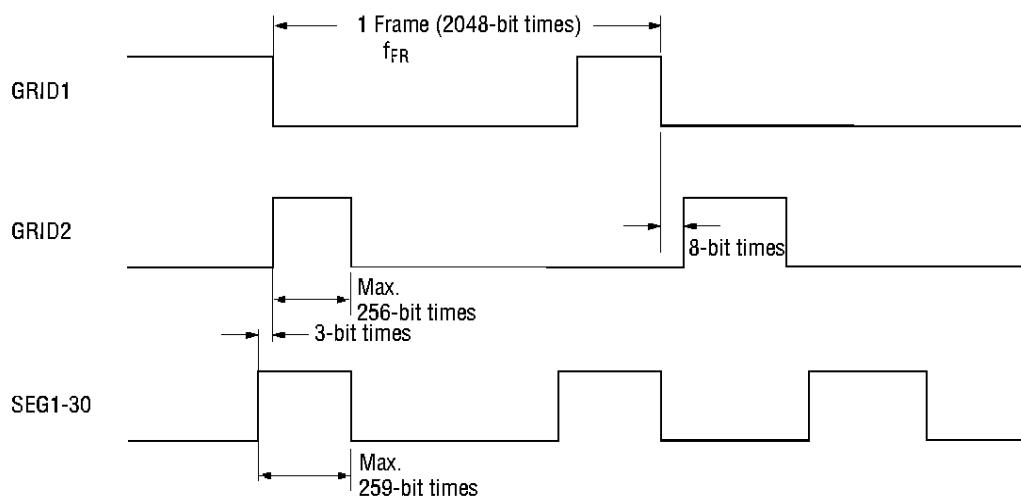 1 Frame (2048-bit times)
fFR
GRID1
GRID2
8-bit times
Max.
256-bit times
3-bit times
SEG1-30
Max.
259-bit times